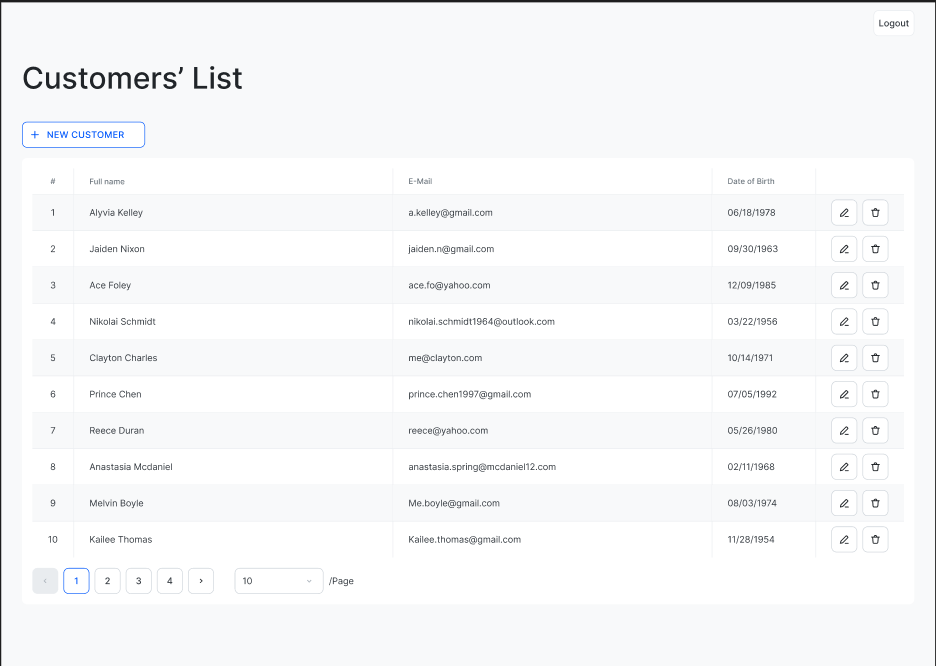 Logout
Customers’ List
+ NEW CUSTOMER
# Full name E-Mail Date of Birth
1 Alyvia Kelley a.kelley@gmail.com 06/18/1978
2 Jaiden Nixon jaiden.n@gmail.com 09/30/1963
3 Ace Foley ace.fo@yahoo.com 12/09/1985
4 Nikolai Schmidt nikolai.schmidt1964@outlook.com 03/22/1956
5 Clayton Charles me@clayton.com 10/14/1971
6 Prince Chen prince.chen1997@gmail.com 07/05/1992
7 Reece Duran reece@yahoo.com 05/26/1980
8 Anastasia Mcdaniel anastasia.spring@mcdaniel12.com 02/11/1968
9 Melvin Boyle Me.boyle@gmail.com 08/03/1974
10 Kailee Thomas Kailee.thomas@gmail.com 11/28/1954
‹ 1 2 3 4 › 10 /Page